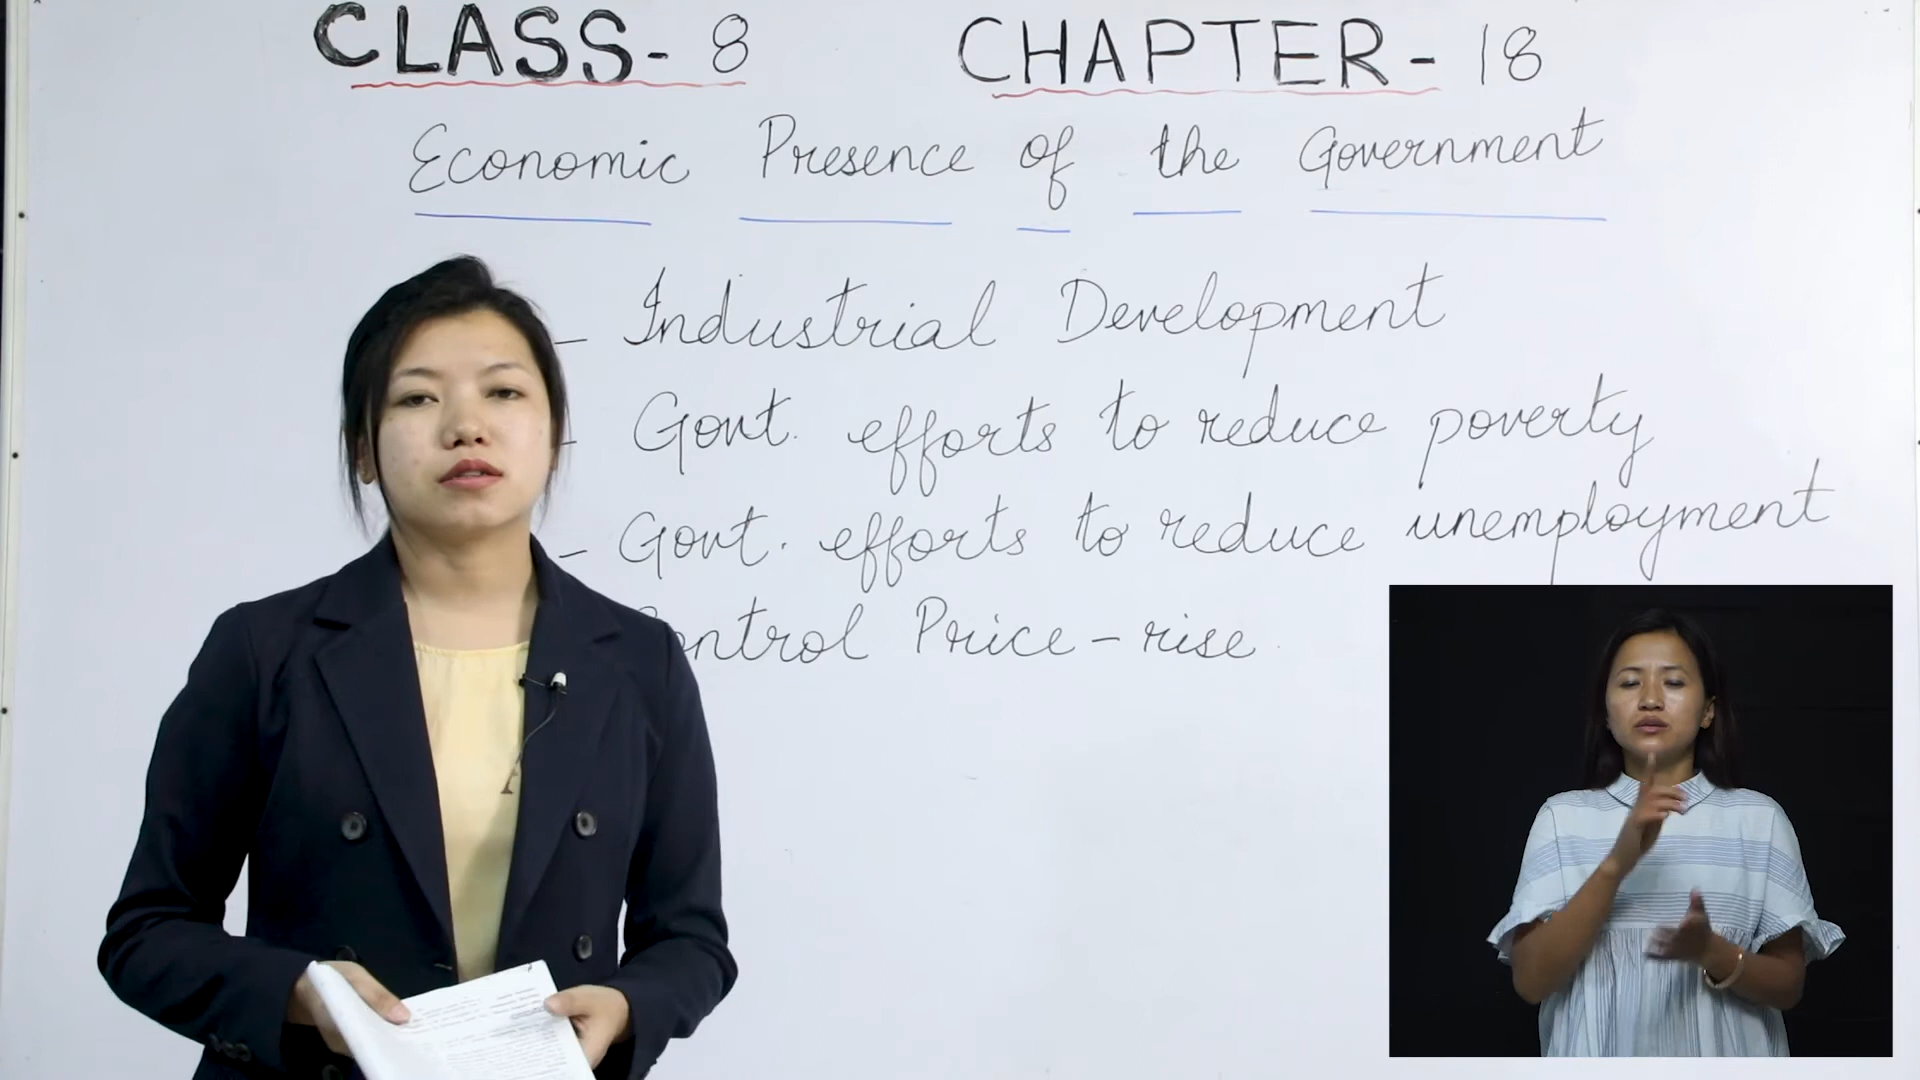 CLASS- 8 CHAPTER- 18
Economic Presence of the Government
- Industrial Development
- Govt. efforts to reduce poverty
- Govt. efforts to reduce unemployment
Control Price-rise